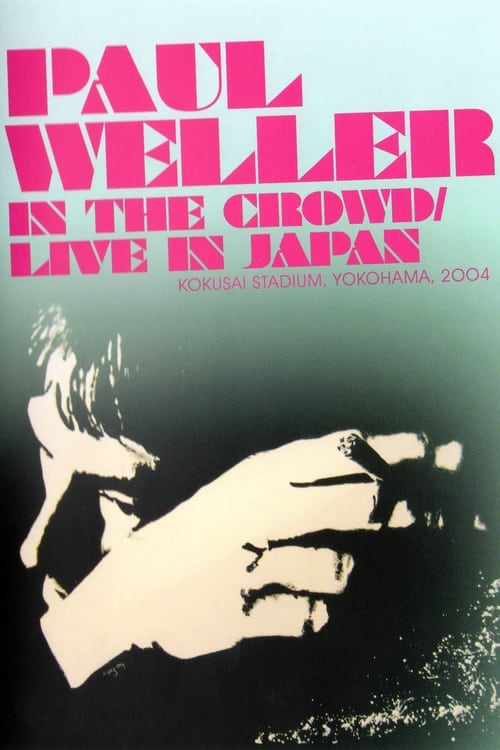 PAUL
WELLER
IN THE CROWD/
LIVE IN JAPAN
KOKUSAI STADIUM, YOKOHAMA, 2004